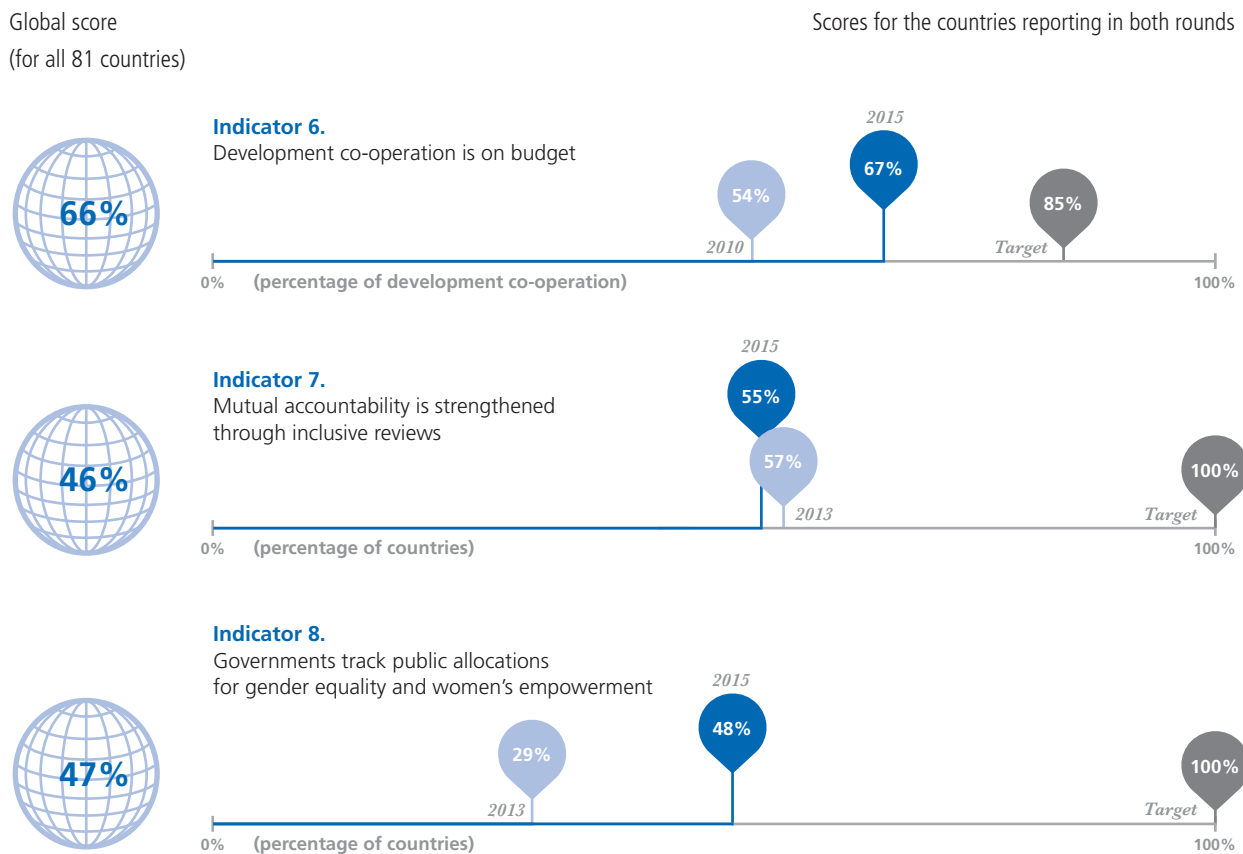 Global score
(for all 81 countries)
Scores for the countries reporting in both rounds
Indicator 6.
Development co-operation is on budget
66%
2015
67%
54%
85%
2010
Target
0%
(percentage of development co-operation)
100%
Indicator 7.
Mutual accountability is strengthened
through inclusive reviews
46%
2015
55%
57%
100%
2013
Target
0%
(percentage of countries)
100%
Indicator 8.
Governments track public allocations
for gender equality and women's empowerment
47%
2015
48%
29%
100%
2013
Target
0%
(percentage of countries)
100%